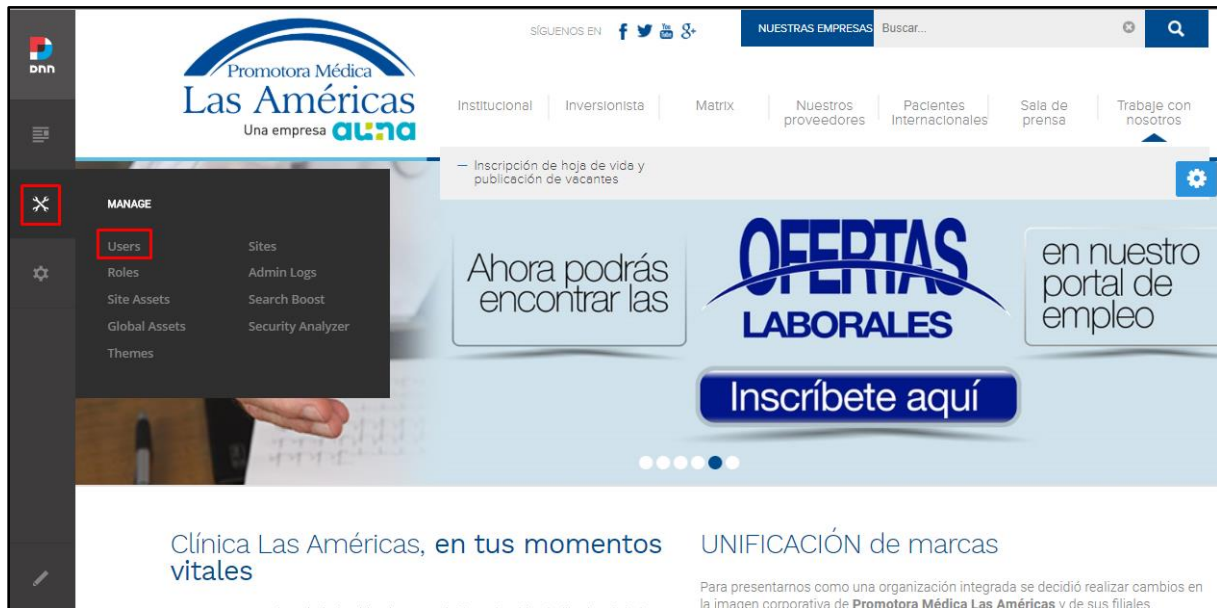 Dnn
SÍGUENOS EN
You Tube
g+
NUESTRAS EMPRESAS
Buscar...
Promotora Médica
Las Américas
Una empresa auna
Institucional
Inversionista
Matrix
Nuestros
proveedores
Pacientes
Internacionales
Sala de
prensa
Trabaje con
nosotros
— Inscripción de hoja de vida y
publicación de vacantes
MANAGE
Users
Sites
Roles
Admin Logs
Site Assets
Search Boost
Global Assets
Security Analyzer
Themes
Ahora podrás
encontrar las
OFERTAS
LABORALES
en nuestro
portal de
empleo
Inscríbete aquí
Clínica Las Américas, en tus momentos
vitales
UNIFICACIÓN de marcas
Para presentarnos como una organización integrada se decidió realizar cambios en
la imagen corporativa de Promotora Médica Las Américas y de sus filiales